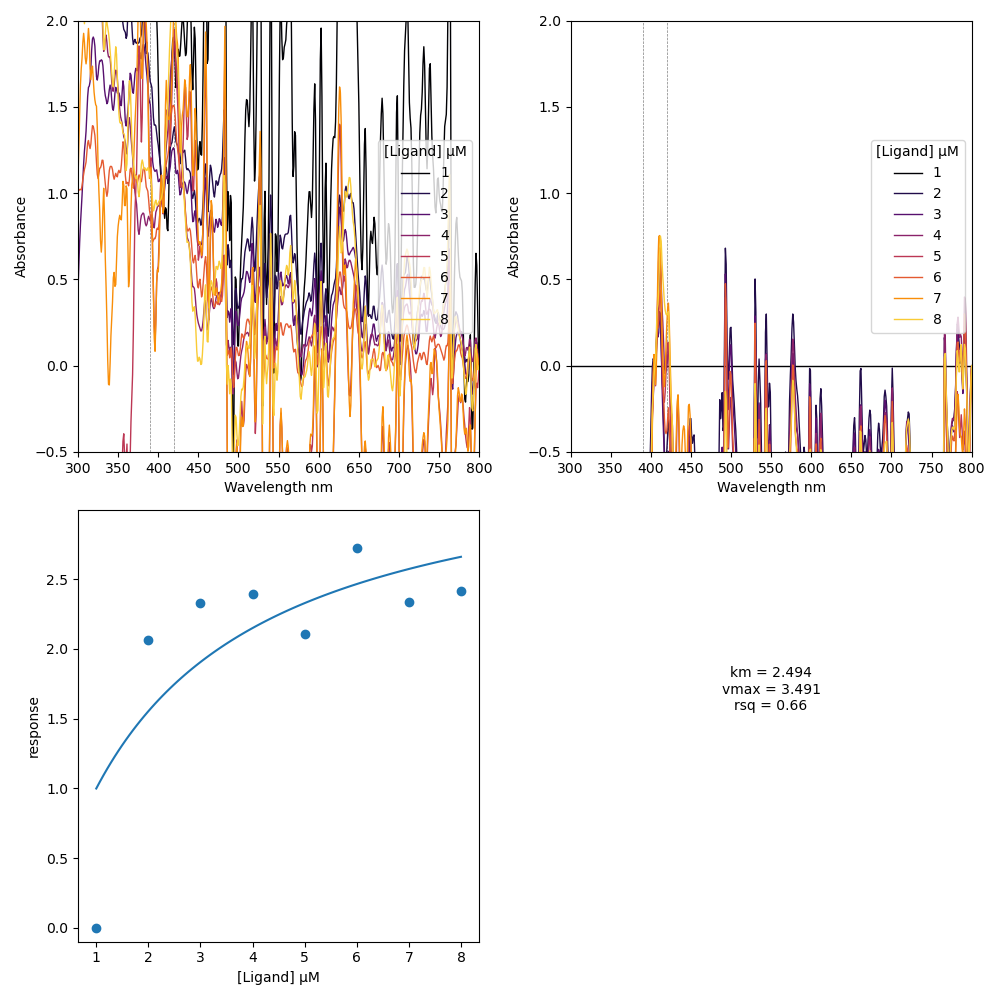 2.0
1.5
1.0
0.5
0.0
−0.5
Absorbance
300 350 400 450 500 550 600 650 700 750 800
Wavelength nm
[Ligand] μM
1
2
3
4
5
6
7
8
2.0
1.5
1.0
0.5
0.0
−0.5
Absorbance
300 350 400 450 500 550 600 650 700 750 800
Wavelength nm
[Ligand] μM
1
2
3
4
5
6
7
8
2.5
2.0
1.5
1.0
0.5
0.0
response
1 2 3 4 5 6 7 8
[Ligand] μM
km = 2.494
vmax = 3.491
rsq = 0.66